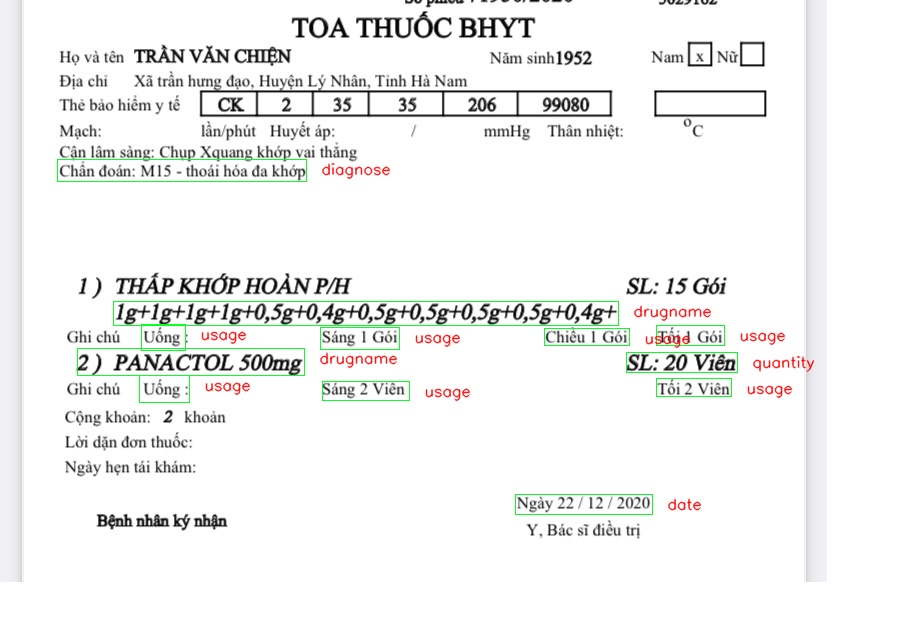 TOA THUỐC BHYT
Họ và tên TRẦN VĂN CHIỆN Năm sinh1952 Nam x Nữ
Địa chỉ Xã trần hưng đạo, Huyện Lý Nhân, Tỉnh Hà Nam
Thẻ bảo hiểm y tế CK 2 35 35 206 99080
Mạch: lần/phút Huyết áp: / mmHg Thân nhiệt: °C
Cận lâm sàng: Chụp Xquang khớp vai thẳng
Chẩn đoán: M15 - thoái hóa đa khớp diagnose
1 ) THẤP KHỚP HOÀN P/H SL: 15 Gói
1g+1g+1g+1g+0,5g+0,4g+0,5g+0,5g+0,5g+0,5g+0,4g+ drugname
Ghi chú Uống : usage Sáng 1 Gói usage Chiều 1 Gói usage Tối 1 Gói usage
2 ) PANACTOL 500mg drugname SL: 20 Viên quantity
Ghi chú Uống : usage Sáng 2 Viên usage Tối 2 Viên usage
Cộng khoản: 2 khoản
Lời dặn đơn thuốc:
Ngày hẹn tái khám:
Ngày 22 / 12 / 2020 date
Bệnh nhân ký nhận
Y, Bác sĩ điều trị